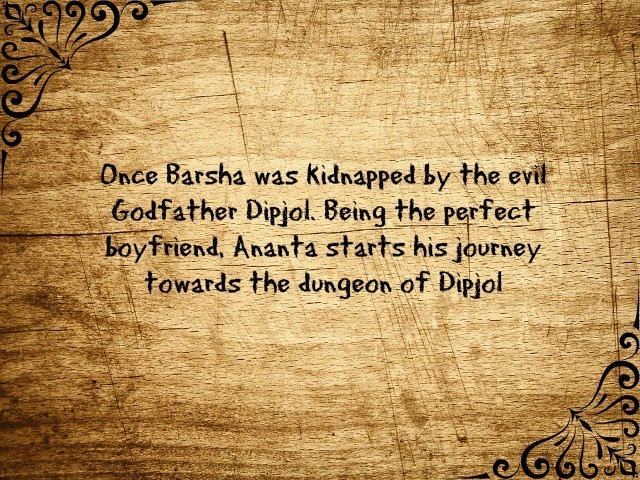 Once Barsha was kidnapped by the evil
Godfather Dipjol. Being the perfect
boyfriend, Ananta starts his journey
towards the dungeon of Dipjol